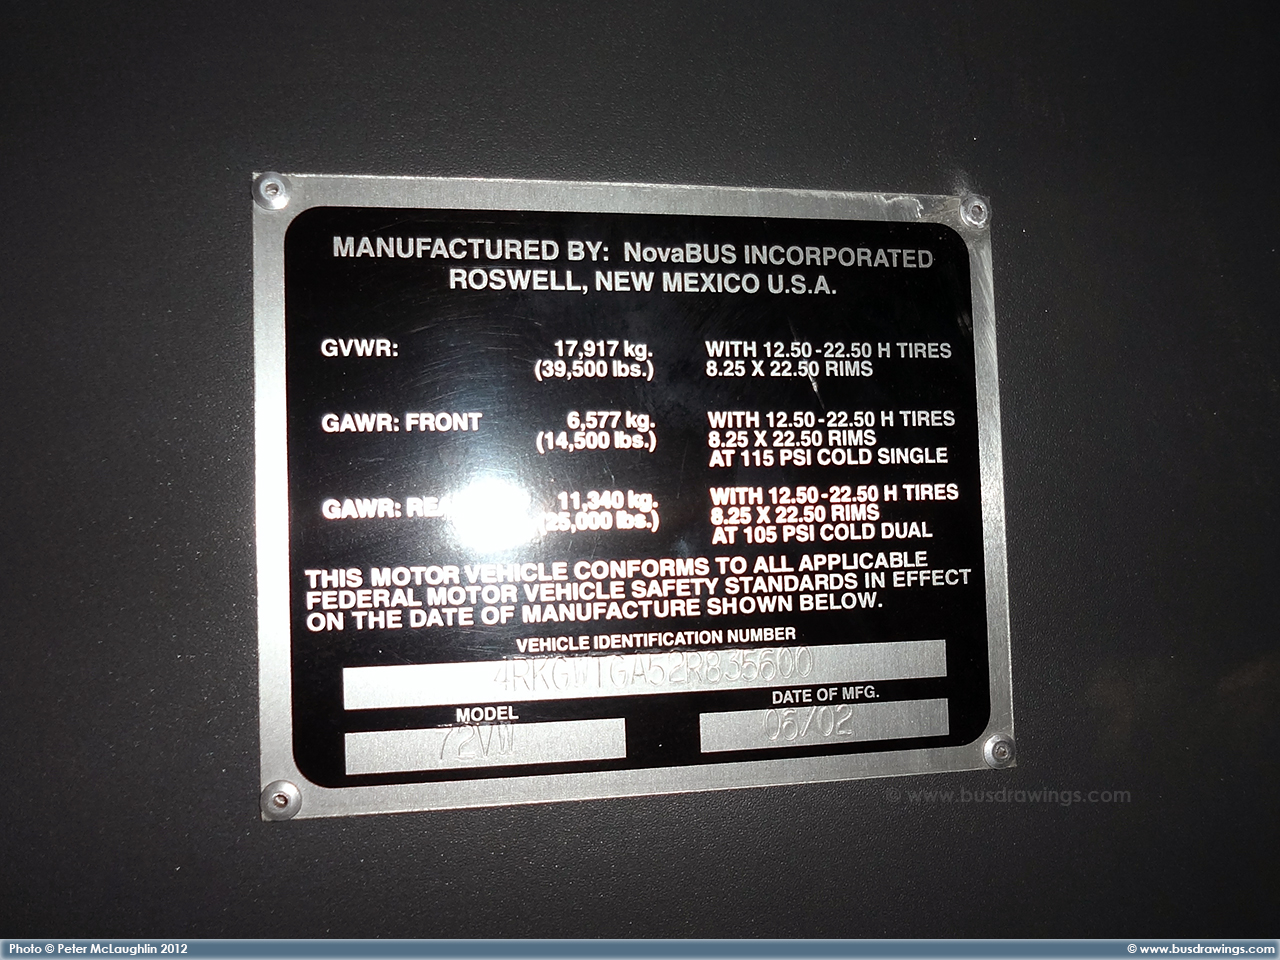 MANUFACTURED BY: NovaBUS INCORPORATED
ROSWELL, NEW MEXICO U.S.A.
GVWR: 17,917 kg. WITH 12.50-22.50 H TIRES
(39,500 lbs.) 8.25 X 22.50 RIMS
GAWR: FRONT 6,577 kg. WITH 12.50-22.50 H TIRES
(14,500 lbs.) 8.25 X 22.50 RIMS
AT 115 PSI COLD SINGLE
GAWR: 11,340 kg. WITH 12.50-22.50 H TIRES
(25,000 lbs.) 8.25 X 22.50 RIMS
AT 105 PSI COLD DUAL
THIS MOTOR VEHICLE CONFORMS TO ALL APPLICABLE
FEDERAL MOTOR VEHICLE SAFETY STANDARDS IN EFFECT
ON THE DATE OF MANUFACTURE SHOWN BELOW.
VEHICLE IDENTIFICATION NUMBER
4RKGWTGA52R835600
MODEL DATE OF MFG.
72VW 06/02
© www.busdrawings.com
Photo © Peter McLaughlin 2012 © www.busdrawings.com